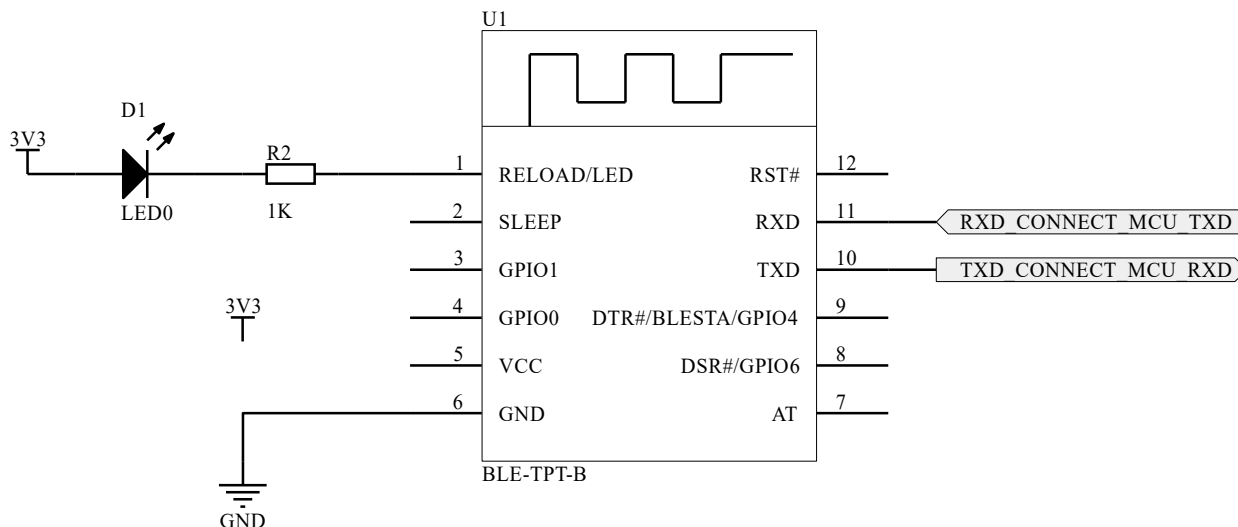 U1
D1
3V3
R2
1
RELOAD/LED
RST#
12
LED0
1K
2
SLEEP
RXD
11
RXD_CONNECT_MCU_TXD
3
GPIO1
TXD
10
TXD_CONNECT_MCU_RXD
3V3
4
GPIO0
DTR#/BLESTA/GPIO4
9
5
VCC
DSR#/GPIO6
8
6
GND
AT
7
BLE-TPT-B
GND